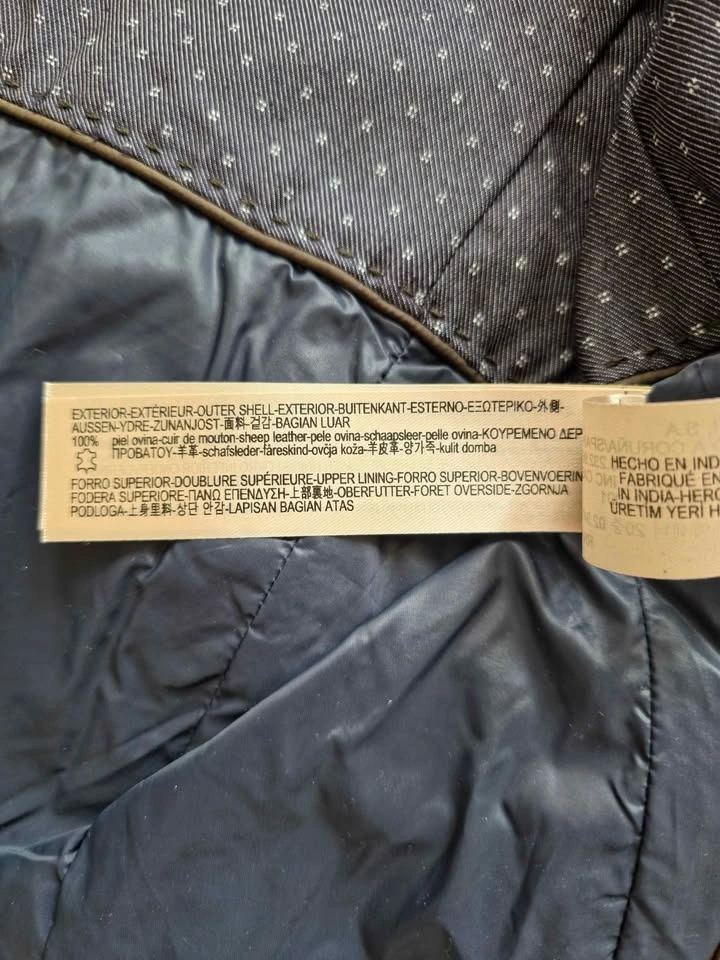 EXTERIOR-EXTÉRIEUR-OUTER SHELL-EXTERIOR-BUITENKANT-ESTERNO-ΕΞΩΤΕΡΙΚΟ-外側-
AUSSEN-YDRE-ZUNANJOST-面料-겉감-BAGIAN LUAR
100% piel ovina-cuir de mouton-sheep leather-pele ovina-schaapsleer-pelle ovina-ΚΟΥΡΕΜΕΝΟ ΔΕΡ
ΠΡΟΒΑΤΟΥ-羊革-schafsleder-fåreskind-ovčja koža-羊皮革-양가죽-kulit domba
FORRO SUPERIOR-DOUBLURE SUPÉRIEURE-UPPER LINING-FORRO SUPERIOR-BOVENVOERIN
FODERA SUPERIORE-ΠΑΝΩ ΕΠΕΝΔΥΣΗ-上部裏地-OBERFUTTER-FORET OVERSIDE-ZGORNJA
PODLOGA-上身里料-상단 안감-LAPISAN BAGIAN ATAS
HECHO EN IND
FABRIQUÉ EN
IN INDIA-HERG
ÜRETİM YERİ H